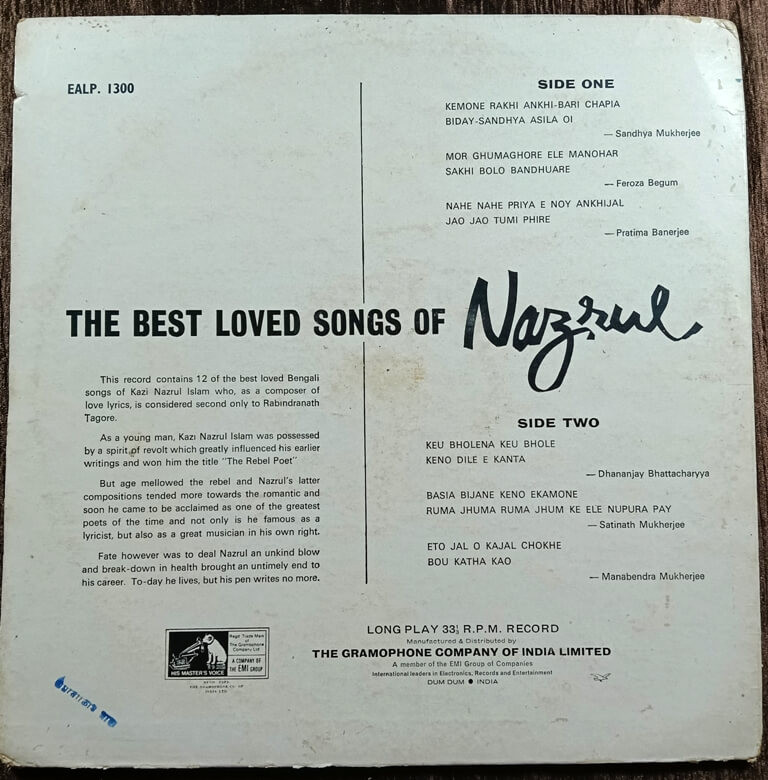 EALP. 1300
SIDE ONE
KEMONE RAKHI ANKHI-BARI CHAPIA
BIDAY-SANDHYA ASILA OI
— Sandhya Mukherjee
MOR GHUMAGHORE ELE MANOHAR
SAKHI BOLO BANDHUARE
— Feroza Begum
NAHE NAHE PRIYA E NOY ANKHIJAL
JAO JAO TUMI PHIRE
— Pratima Banerjee
THE BEST LOVED SONGS OF Nazrul
This record contains 12 of the best loved Bengali
songs of Kazi Nazrul Islam who, as a composer of
love lyrics, is considered second only to Rabindranath
Tagore.
As a young man, Kazi Nazrul Islam was possessed
by a spirit of revolt which greatly influenced his earlier
writings and won him the title "The Rebel Poet"
But age mellowed the rebel and Nazrul's latter
compositions tended more towards the romantic and
soon he came to be acclaimed as one of the greatest
poets of the time and not only is he famous as a
lyricist, but also as a great musician in his own right.
Fate however was to deal Nazrul an unkind blow
and break-down in health brought an untimely end to
his career. To-day he lives, but his pen writes no more.
SIDE TWO
KEU BHOLENA KEU BHOLE
KENO DILE E KANTA
— Dhananjay Bhattacharyya
BASIA BIJANE KENO EKAMONE
RUMA JHUMA RUMA JHUM KE ELE NUPURA PAY
— Satinath Mukherjee
ETO JAL O KAJAL CHOKHE
BOU KATHA KAO
— Manabendra Mukherjee
HIS MASTER'S VOICE
Regd. Trade Mark
of The Gramophone
Company Ltd
A COMPANY OF
THE EMI GROUP
LONG PLAY 33⅓ R.P.M. RECORD
Manufactured & Distributed by
THE GRAMOPHONE COMPANY OF INDIA LIMITED
A member of the EMI Group of Companies
International leaders in Electronics, Records and Entertainment
DUM DUM ● INDIA